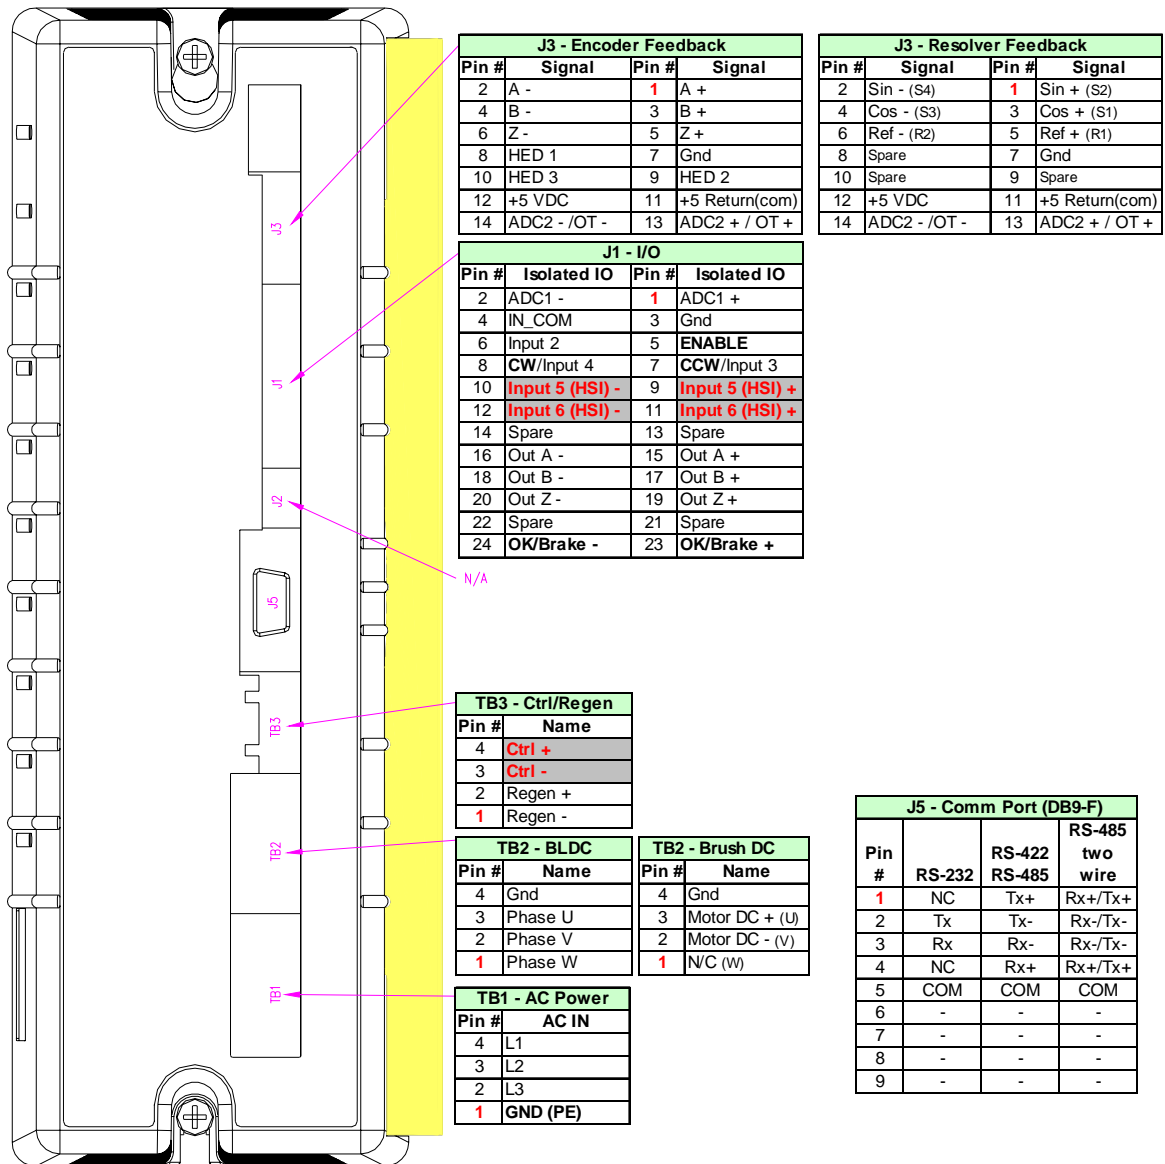 J3 - Encoder Feedback
Pin # Signal Pin # Signal
2 A - 1 A +
4 B - 3 B +
6 Z - 5 Z +
8 HED 1 7 Gnd
10 HED 3 9 HED 2
12 +5 VDC 11 +5 Return(com)
14 ADC2 - /OT - 13 ADC2 + / OT +
J3 - Resolver Feedback
Pin # Signal Pin # Signal
2 Sin - (S4) 1 Sin + (S2)
4 Cos - (S3) 3 Cos + (S1)
6 Ref - (R2) 5 Ref + (R1)
8 Spare 7 Gnd
10 Spare 9 Spare
12 +5 VDC 11 +5 Return(com)
14 ADC2 - /OT - 13 ADC2 + / OT +
J1 - I/O
Pin # Isolated IO Pin # Isolated IO
2 ADC1 - 1 ADC1 +
4 IN_COM 3 Gnd
6 Input 2 5 ENABLE
8 CW/Input 4 7 CCW/Input 3
10 Input 5 (HSI) - 9 Input 5 (HSI) +
12 Input 6 (HSI) - 11 Input 6 (HSI) +
14 Spare 13 Spare
16 Out A - 15 Out A +
18 Out B - 17 Out B +
20 Out Z - 19 Out Z +
22 Spare 21 Spare
24 OK/Brake - 23 OK/Brake +
J3
J1
J2
N/A
J5
TB3
TB2
TB1
TB3 - Ctrl/Regen
Pin # Name
4 Ctrl +
3 Ctrl -
2 Regen +
1 Regen -
TB2 - BLDC
Pin # Name
4 Gnd
3 Phase U
2 Phase V
1 Phase W
TB2 - Brush DC
Pin # Name
4 Gnd
3 Motor DC + (U)
2 Motor DC - (V)
1 N/C (W)
TB1 - AC Power
Pin # AC IN
4 L1
3 L2
2 L3
1 GND (PE)
J5 - Comm Port (DB9-F)
RS-485
Pin RS-422 two
# RS-232 RS-485 wire
1 NC Tx+ Rx+/Tx+
2 Tx Tx- Rx-/Tx-
3 Rx Rx- Rx-/Tx-
4 NC Rx+ Rx+/Tx+
5 COM COM COM
6 - - -
7 - - -
8 - - -
9 - - -